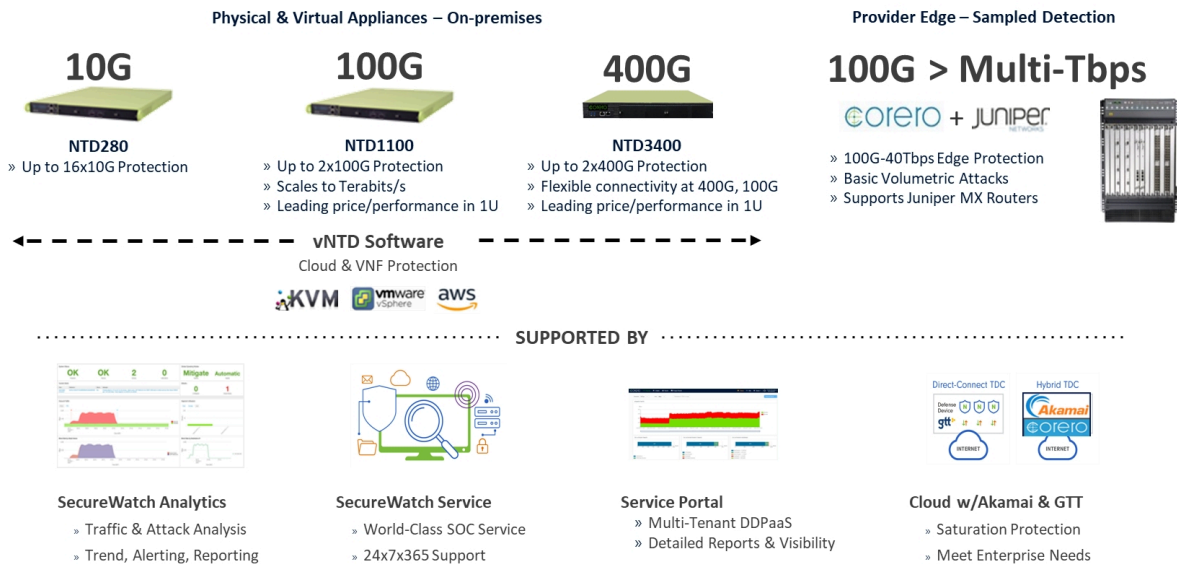 Physical & Virtual Appliances – On-premises
Provider Edge – Sampled Detection
10G
100G
400G
100G > Multi-Tbps
corero + JUNIPER
NETWORKS
NTD280
» Up to 16x10G Protection
NTD1100
» Up to 2x100G Protection
» Scales to Terabits/s
» Leading price/performance in 1U
NTD3400
» Up to 2x400G Protection
» Flexible connectivity at 400G, 100G
» Leading price/performance in 1U
» 100G-40Tbps Edge Protection
» Basic Volumetric Attacks
» Supports Juniper MX Routers
vNTD Software
Cloud & VNF Protection
KVM
vmware
vSphere
aws
SUPPORTED BY
OK OK 2 0
Mitigate Automatic
0 1
Direct-Connect TDC
Defense
Device
N N N
gtt
INTERNET
Hybrid TDC
Akamai
corero
INTERNET
SecureWatch Analytics
» Traffic & Attack Analysis
» Trend, Alerting, Reporting
SecureWatch Service
» World-Class SOC Service
» 24x7x365 Support
Service Portal
» Multi-Tenant DDPaaS
» Detailed Reports & Visibility
Cloud w/Akamai & GTT
» Saturation Protection
» Meet Enterprise Needs